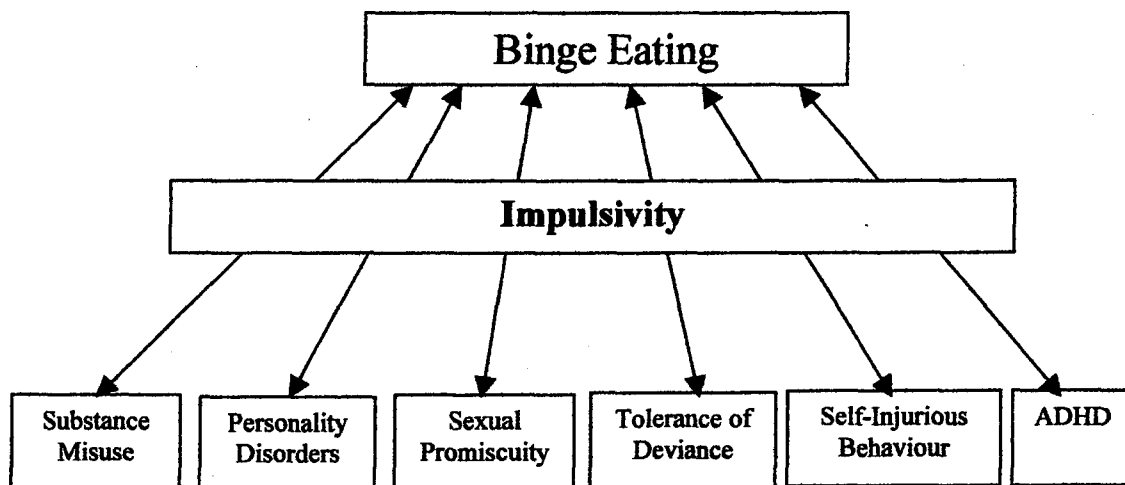 Binge Eating
Impulsivity
Substance
Misuse
Personality
Disorders
Sexual
Promiscuity
Tolerance of
Deviance
Self-Injurious
Behaviour
ADHD